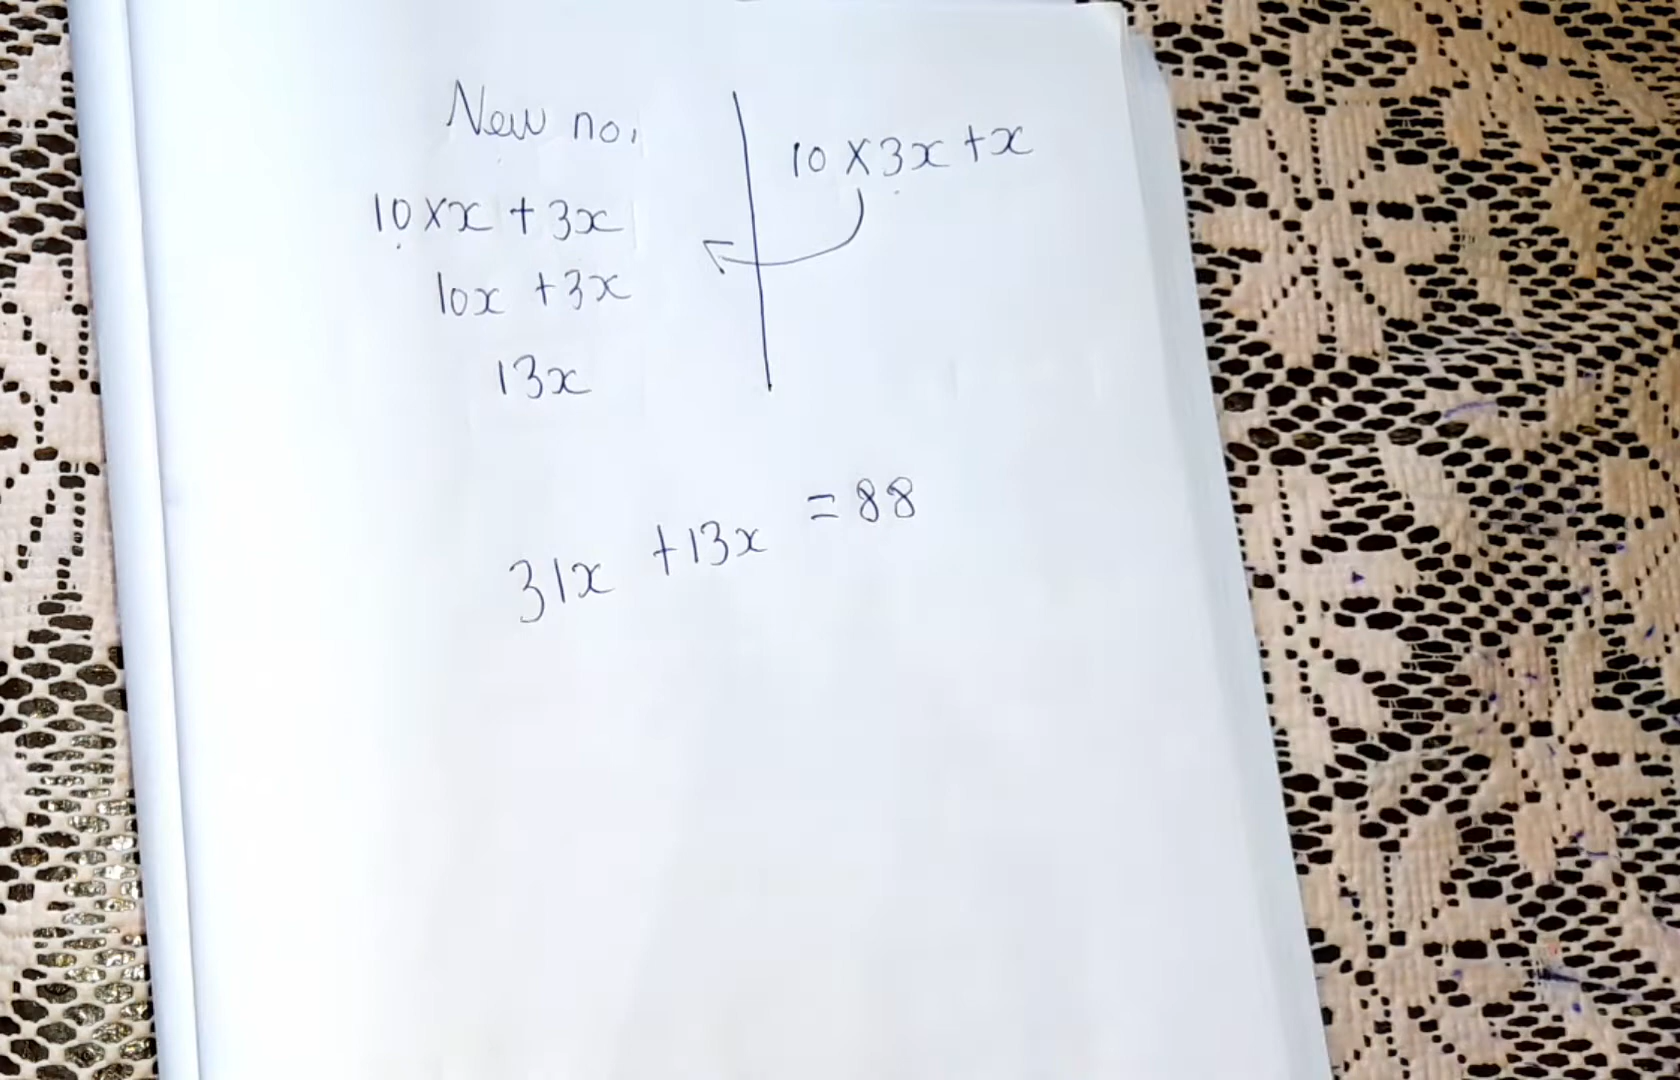 New no.
10 × x + 3x
10x + 3x
13x
10 × 3x + x
31x + 13x = 88